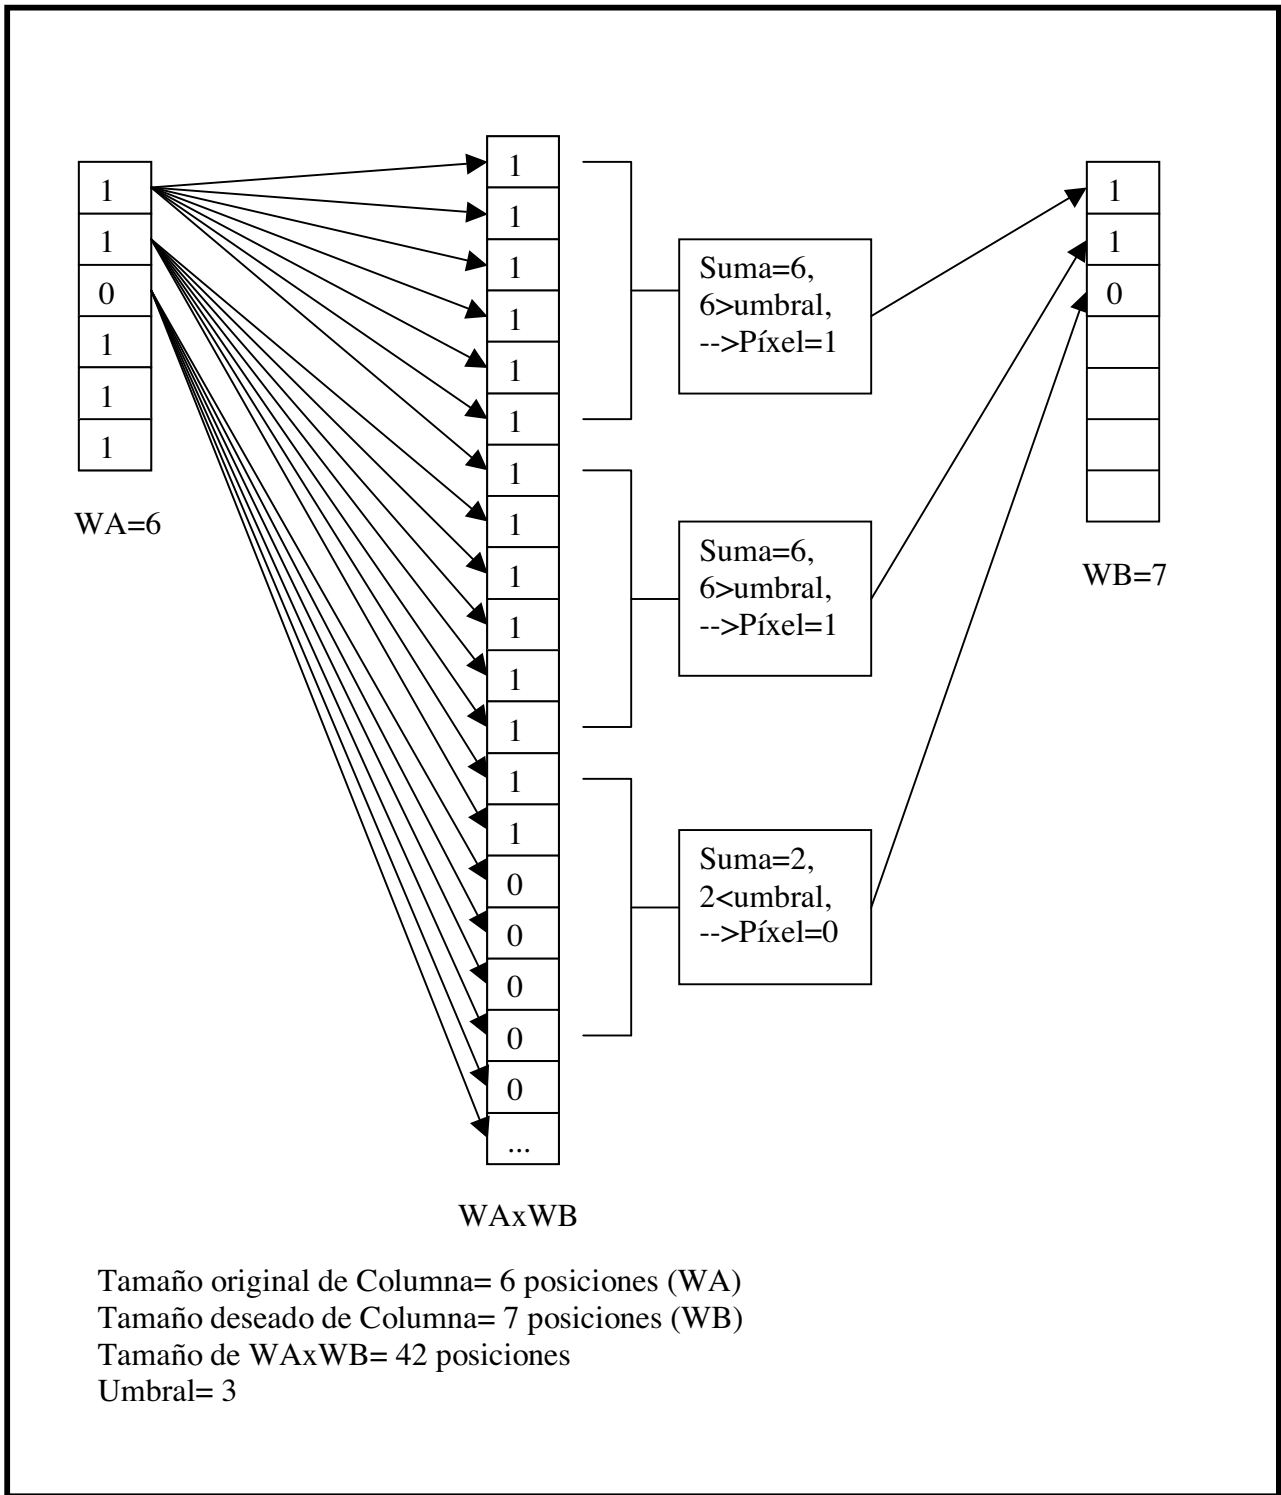 1
1
0
1
1
1
WA=6
1
1
1
1
1
1
1
1
1
1
1
1
1
1
0
0
0
0
0
...
WAxWB
Suma=6,
6>umbral,
-->Píxel=1
Suma=6,
6>umbral,
-->Píxel=1
Suma=2,
2<umbral,
-->Píxel=0
1
1
0
WB=7
Tamaño original de Columna= 6 posiciones (WA)
Tamaño deseado de Columna= 7 posiciones (WB)
Tamaño de WAxWB= 42 posiciones
Umbral= 3